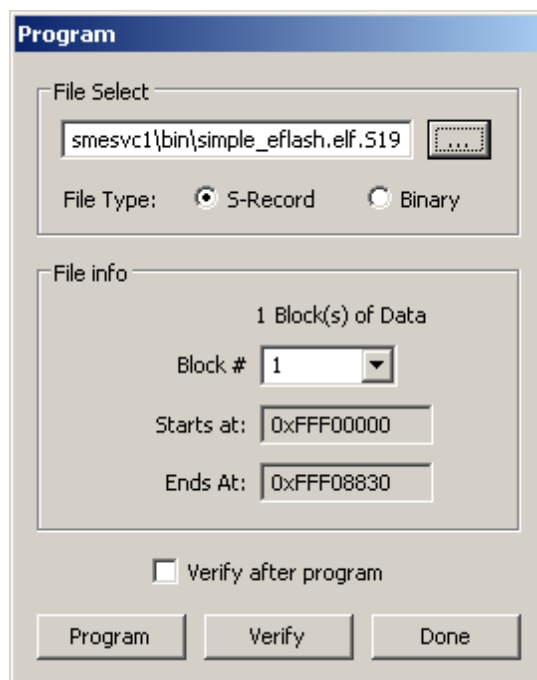 Program
File Select
smesvc1\bin\simple_eflash.elf.S19 ...
File Type: S-Record Binary
File info
1 Block(s) of Data
Block # 1
Starts at: 0xFFF00000
Ends At: 0xFFF08830
Verify after program
Program Verify Done